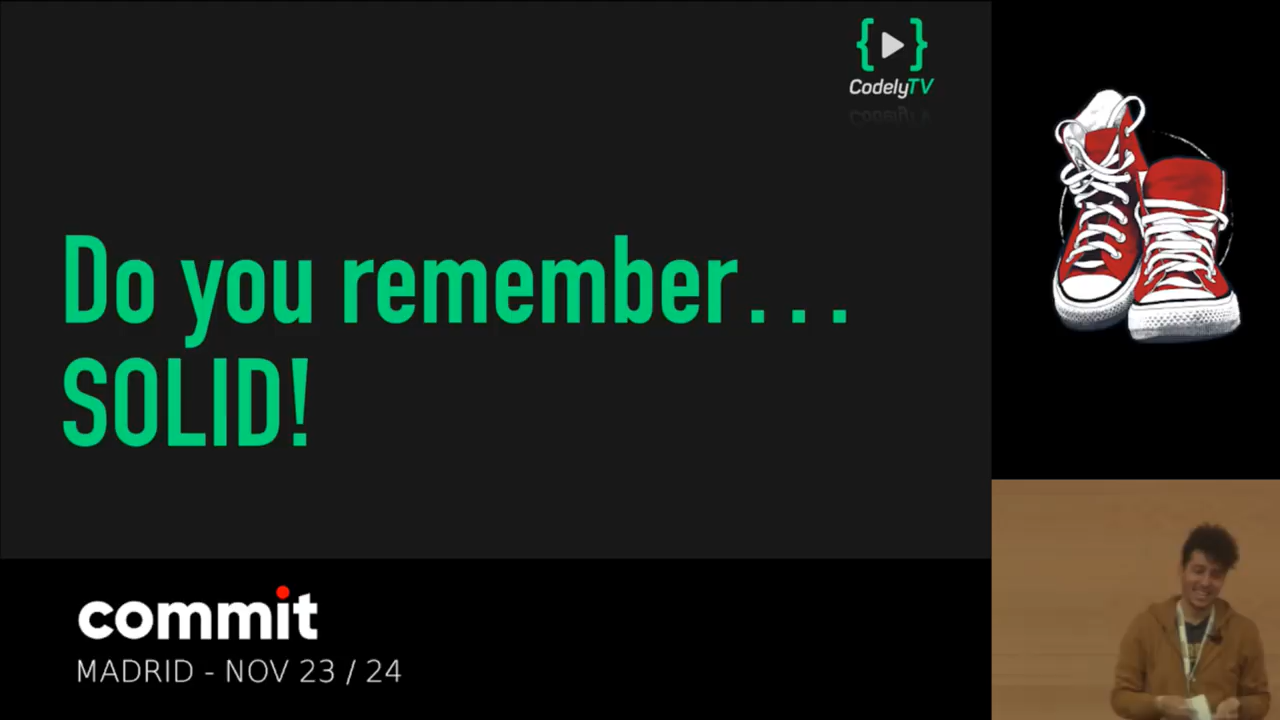 CodelyTV
Do you remember...
SOLID!
commit
MADRID - NOV 23 / 24